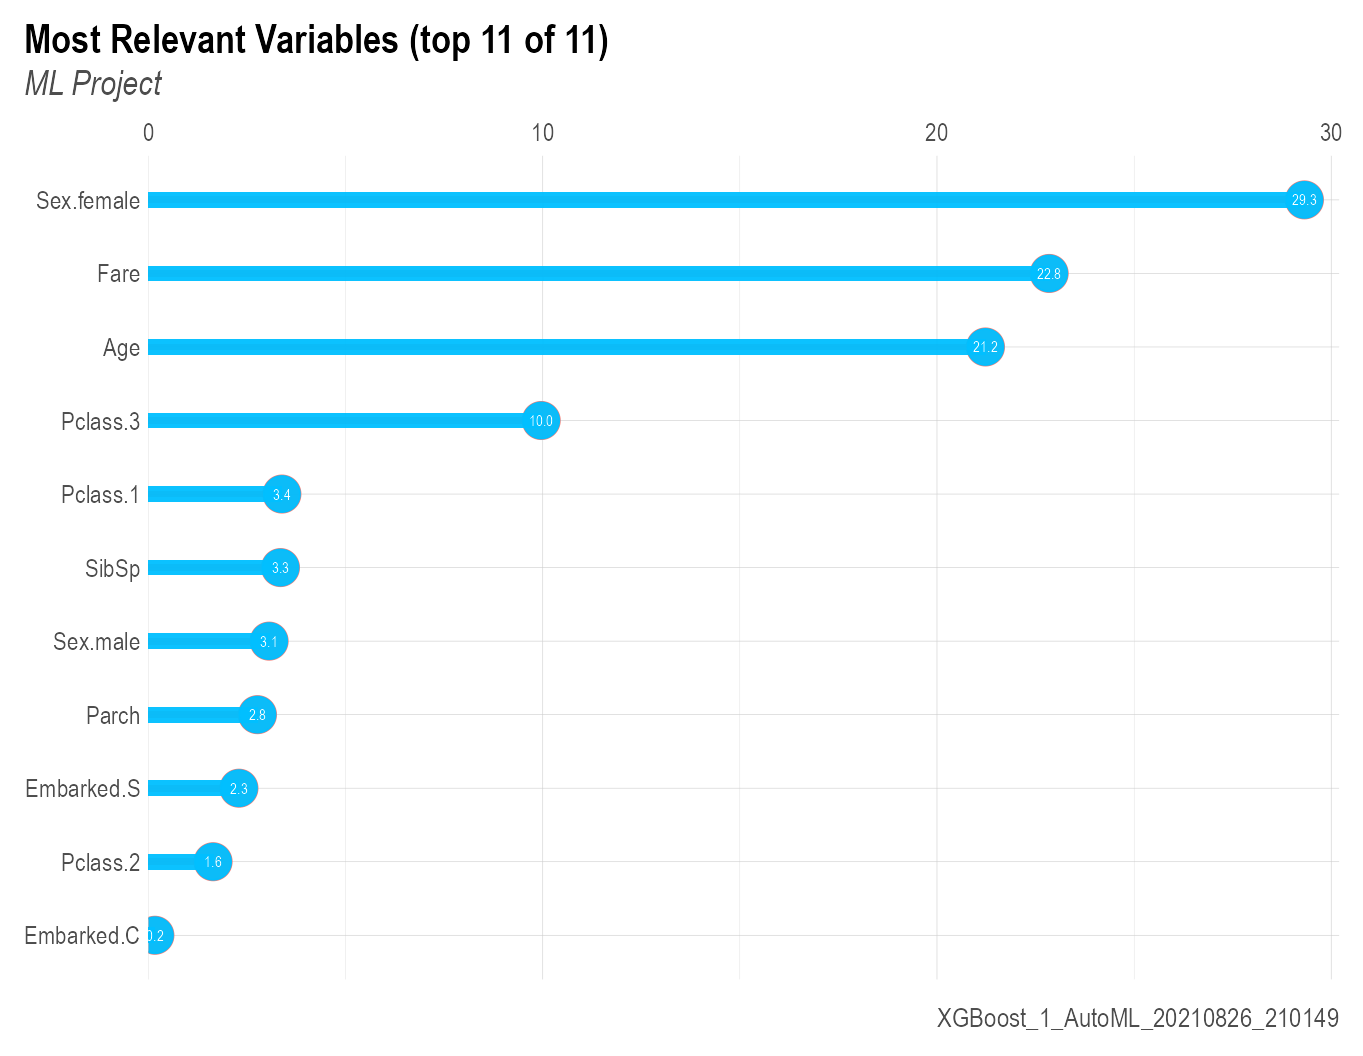 Most Relevant Variables (top 11 of 11)
ML Project
0 10 20 30
Sex.female 29.3
Fare 22.8
Age 21.2
Pclass.3 10.0
Pclass.1 3.4
SibSp 3.3
Sex.male 3.1
Parch 2.8
Embarked.S 2.3
Pclass.2 1.6
Embarked.C 0.2
XGBoost_1_AutoML_20210826_210149